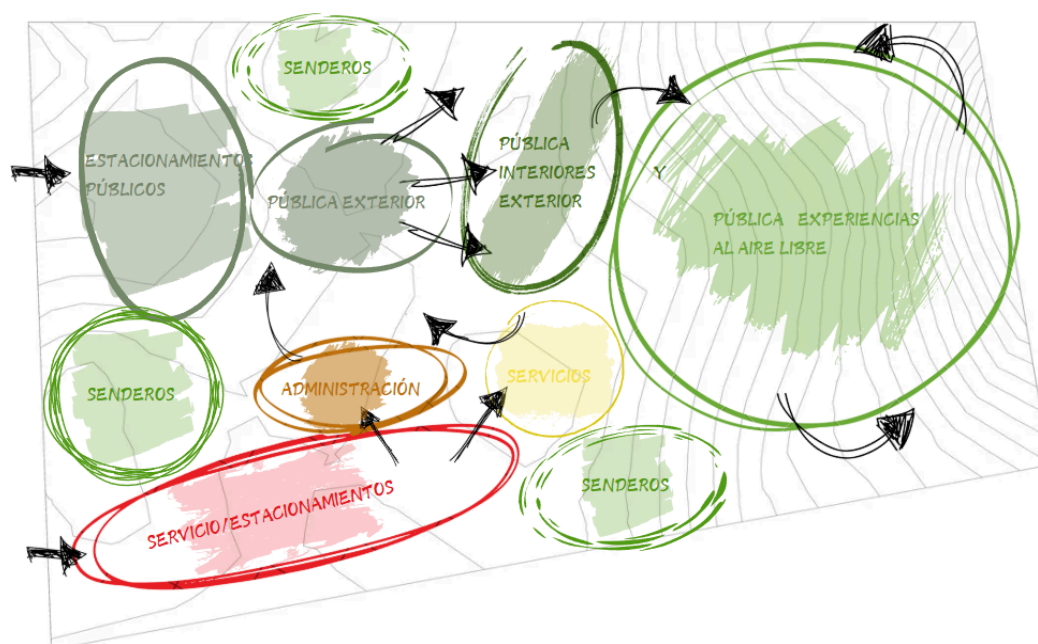 SENDEROS
ESTACIONAMIENTOS
PÚBLICOS
PÚBLICA EXTERIOR
PÚBLICA
INTERIORES Y
EXTERIOR
PÚBLICA EXPERIENCIAS
AL AIRE LIBRE
SENDEROS
ADMINISTRACIÓN
SERVICIOS
SERVICIO/ESTACIONAMIENTOS
SENDEROS